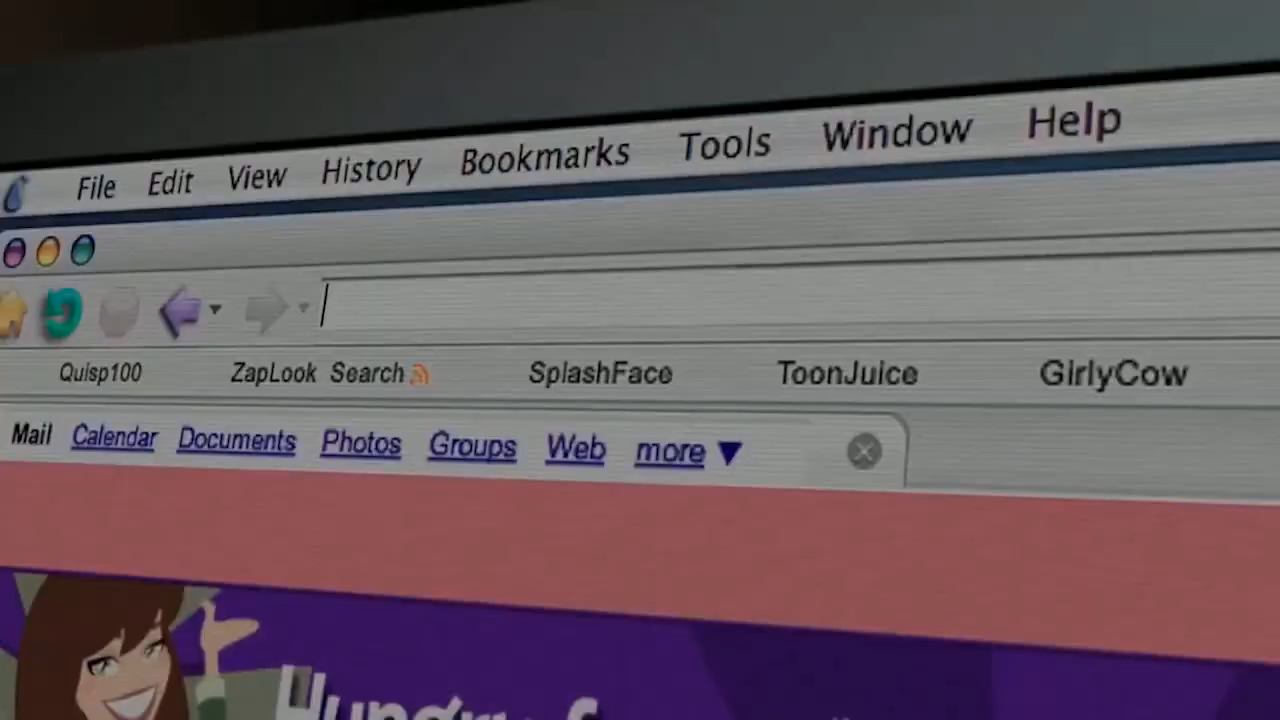 File Edit View History Bookmarks Tools Window Help
Quisp100 ZapLook Search SplashFace ToonJuice GirlyCow
Mail Calendar Documents Photos Groups Web more
Hungry f